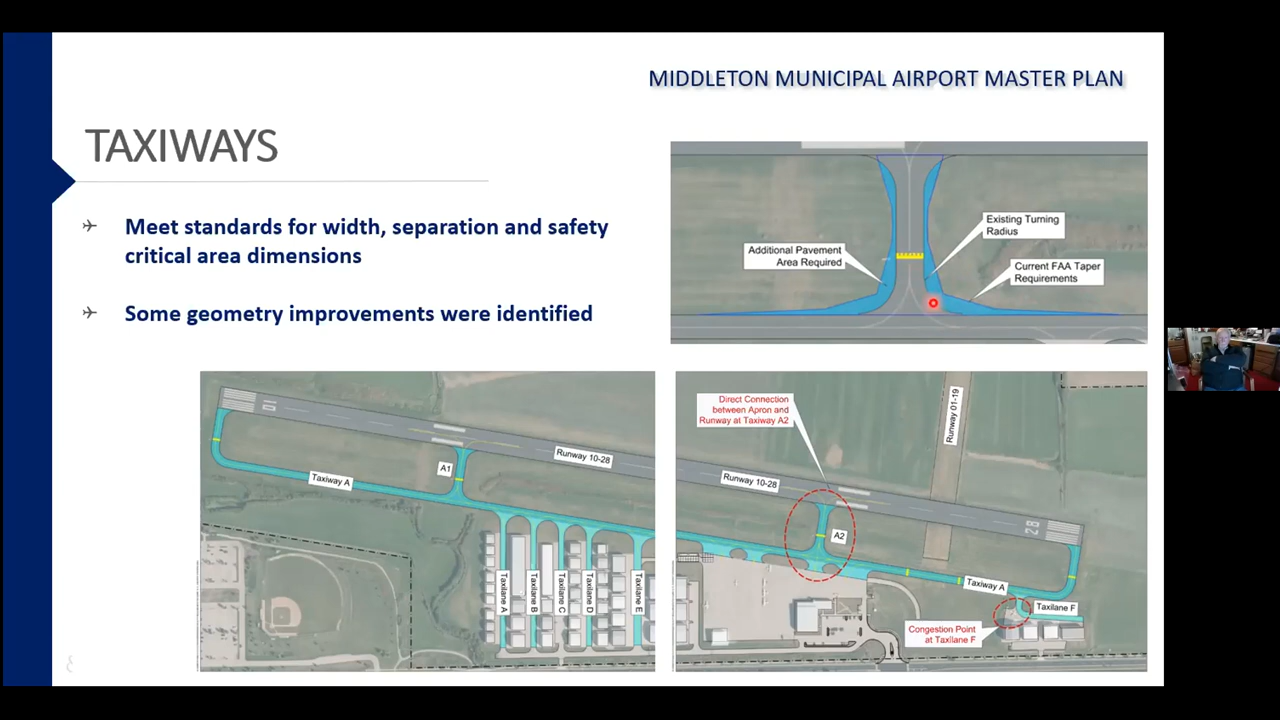 MIDDLETON MUNICIPAL AIRPORT MASTER PLAN
TAXIWAYS
Meet standards for width, separation and safety
critical area dimensions
Some geometry improvements were identified
Existing Turning
Radius
Additional Pavement
Area Required
Current FAA Taper
Requirements
10
A1
Runway 10-28
Taxiway A
Taxilane A
Taxilane B
Taxilane C
Taxilane D
Taxilane E
Direct Connection
between Apron and
Runway at Taxiway A2
Runway 01-19
Runway 10-28
28
A2
Taxiway A
Taxilane F
Congestion Point
at Taxilane F